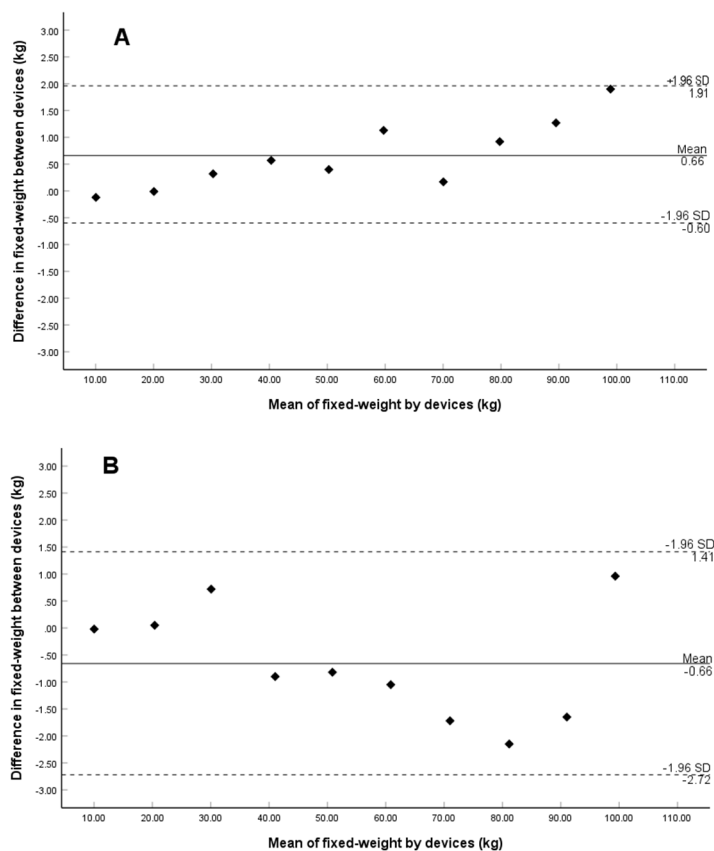 A
Difference in fixed-weight between devices (kg)
3.00
2.50
2.00
1.50
1.00
.50
.00
-.50
-1.00
-1.50
-2.00
-2.50
-3.00
+1.96 SD
1.91
Mean
0.66
-1.96 SD
-0.60
10.00 20.00 30.00 40.00 50.00 60.00 70.00 80.00 90.00 100.00 110.00
Mean of fixed-weight by devices (kg)
B
Difference in fixed-weight between devices (kg)
3.00
2.50
2.00
1.50
1.00
.50
.00
-.50
-1.00
-1.50
-2.00
-2.50
-3.00
-1.96 SD
1.41
Mean
-0.66
-1.96 SD
-2.72
10.00 20.00 30.00 40.00 50.00 60.00 70.00 80.00 90.00 100.00 110.00
Mean of fixed-weight by devices (kg)